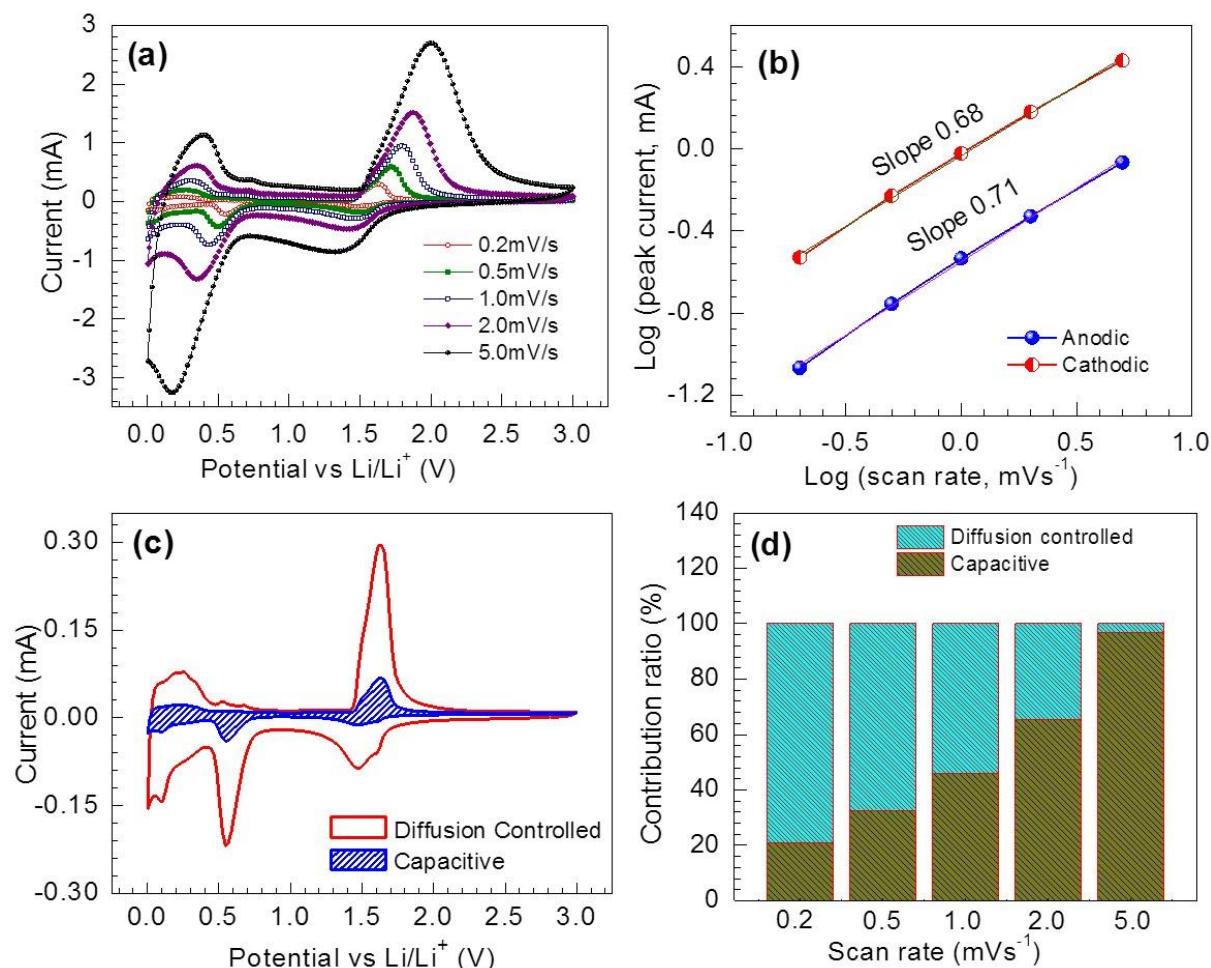 (a)
3
2
1
0
-1
-2
-3
Current (mA)
0.2mV/s
0.5mV/s
1.0mV/s
2.0mV/s
5.0mV/s
0.0 0.5 1.0 1.5 2.0 2.5 3.0
Potential vs Li/Li⁺ (V)
(b)
0.4
0.0
-0.4
-0.8
-1.2
Log (peak current, mA)
Slope 0.68
Slope 0.71
Anodic
Cathodic
-1.0 -0.5 0.0 0.5 1.0
Log (scan rate, mVs⁻¹)
(c)
0.30
0.15
0.00
-0.15
-0.30
Current (mA)
Diffusion Controlled
Capacitive
0.0 0.5 1.0 1.5 2.0 2.5 3.0
Potential vs Li/Li⁺ (V)
(d)
140
120
100
80
60
40
20
0
Contribution ratio (%)
Diffusion controlled
Capacitive
0.2 0.5 1.0 2.0 5.0
Scan rate (mVs⁻¹)